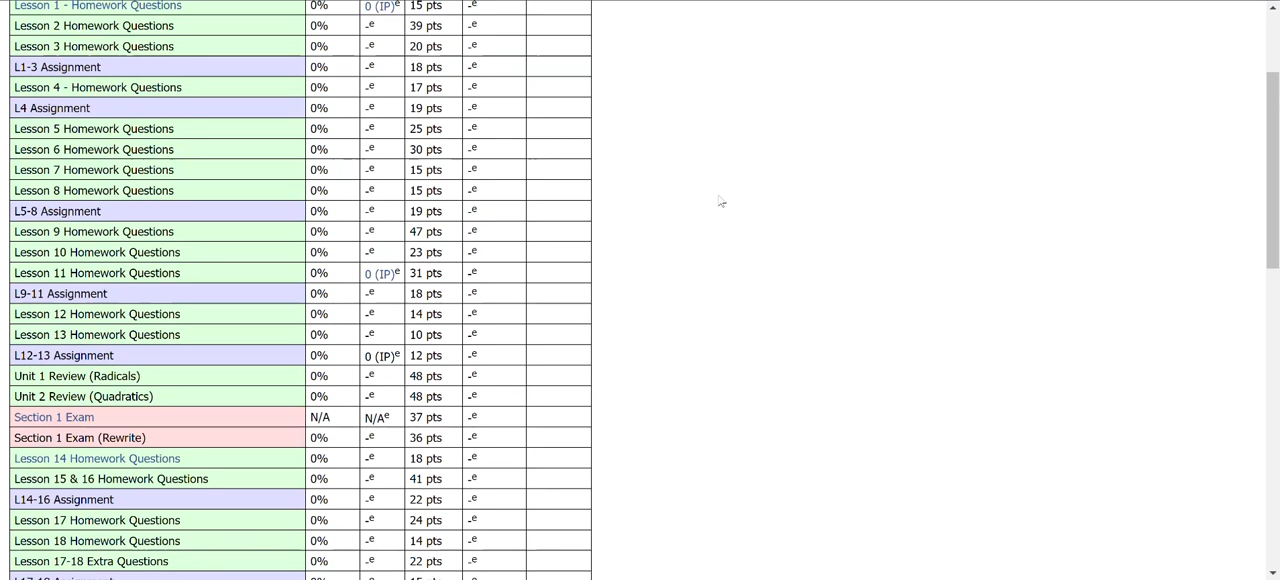 Lesson 1 - Homework Questions 0% 0 (IP)e 15 pts -e
Lesson 2 Homework Questions 0% -e 39 pts -e
Lesson 3 Homework Questions 0% -e 20 pts -e
L1-3 Assignment 0% -e 18 pts -e
Lesson 4 - Homework Questions 0% -e 17 pts -e
L4 Assignment 0% -e 19 pts -e
Lesson 5 Homework Questions 0% -e 25 pts -e
Lesson 6 Homework Questions 0% -e 30 pts -e
Lesson 7 Homework Questions 0% -e 15 pts -e
Lesson 8 Homework Questions 0% -e 15 pts -e
L5-8 Assignment 0% -e 19 pts -e
Lesson 9 Homework Questions 0% -e 47 pts -e
Lesson 10 Homework Questions 0% -e 23 pts -e
Lesson 11 Homework Questions 0% 0 (IP)e 31 pts -e
L9-11 Assignment 0% -e 18 pts -e
Lesson 12 Homework Questions 0% -e 14 pts -e
Lesson 13 Homework Questions 0% -e 10 pts -e
L12-13 Assignment 0% 0 (IP)e 12 pts -e
Unit 1 Review (Radicals) 0% -e 48 pts -e
Unit 2 Review (Quadratics) 0% -e 48 pts -e
Section 1 Exam N/A N/Ae 37 pts -e
Section 1 Exam (Rewrite) 0% -e 36 pts -e
Lesson 14 Homework Questions 0% -e 18 pts -e
Lesson 15 & 16 Homework Questions 0% -e 41 pts -e
L14-16 Assignment 0% -e 22 pts -e
Lesson 17 Homework Questions 0% -e 24 pts -e
Lesson 18 Homework Questions 0% -e 14 pts -e
Lesson 17-18 Extra Questions 0% -e 22 pts -e